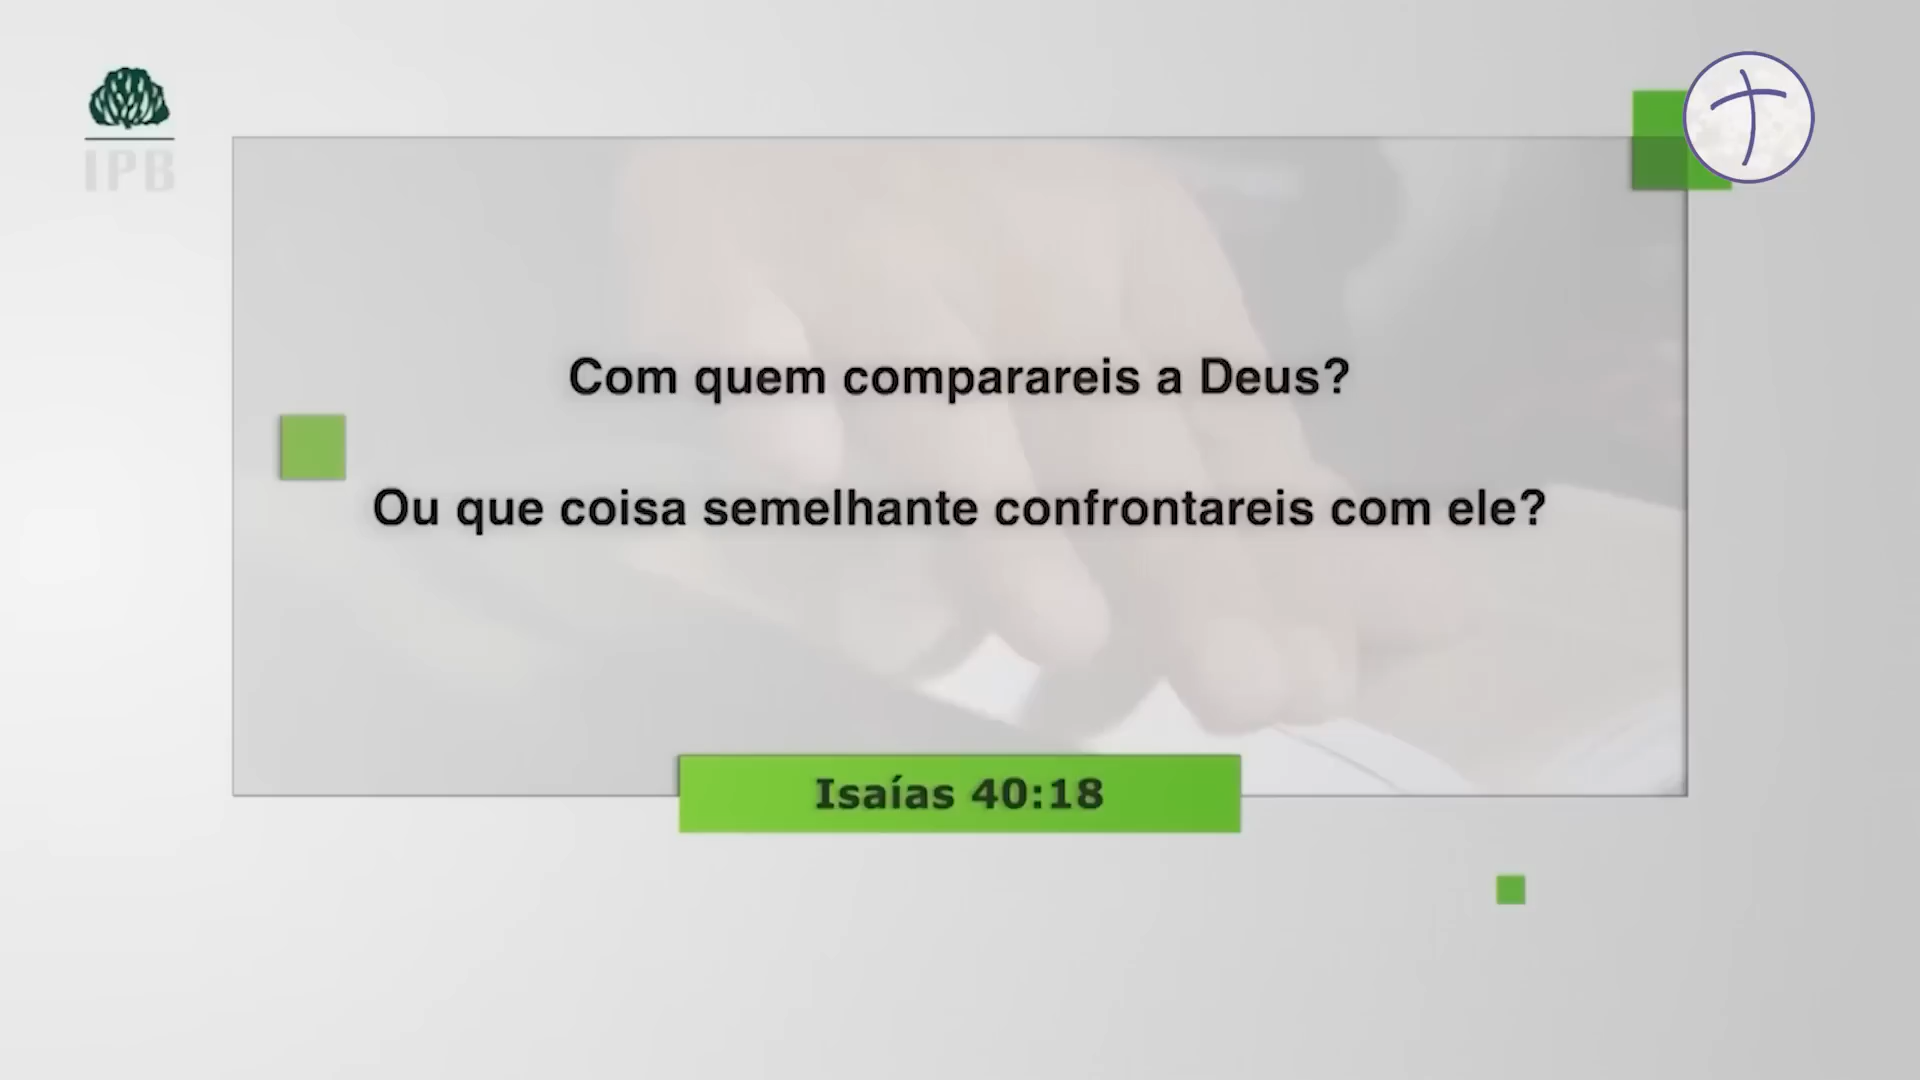 IPB
Com quem comparareis a Deus?
Ou que coisa semelhante confrontareis com ele?
Isaías 40:18